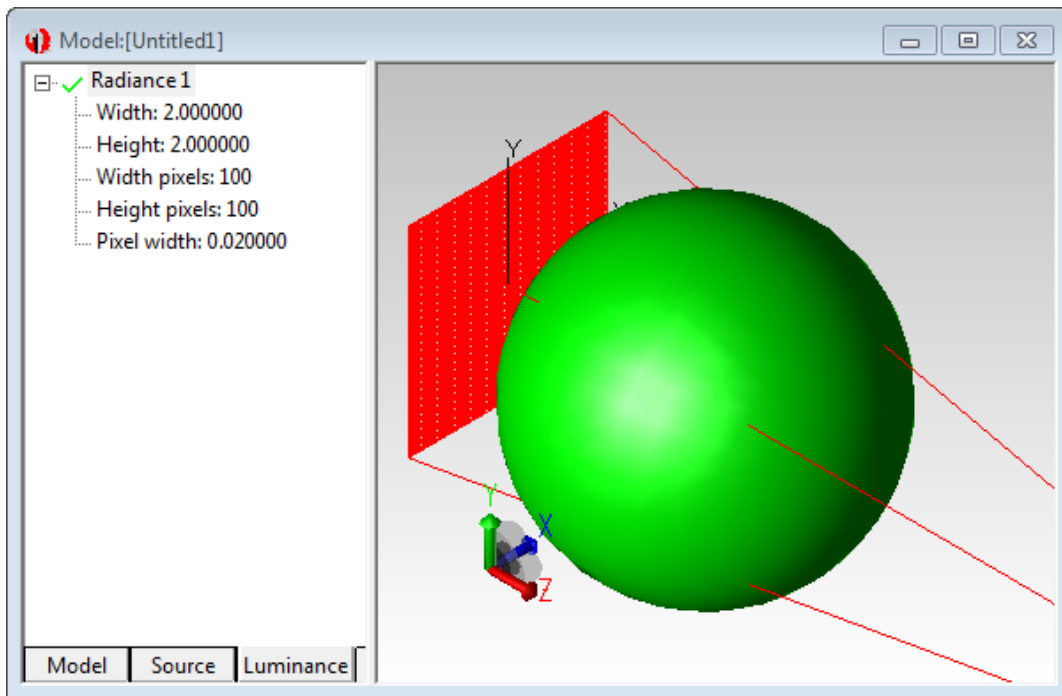 Model:[Untitled1]
Radiance 1
Width: 2.000000
Height: 2.000000
Width pixels: 100
Height pixels: 100
Pixel width: 0.020000
Y
Y
X
Z
Model Source Luminance